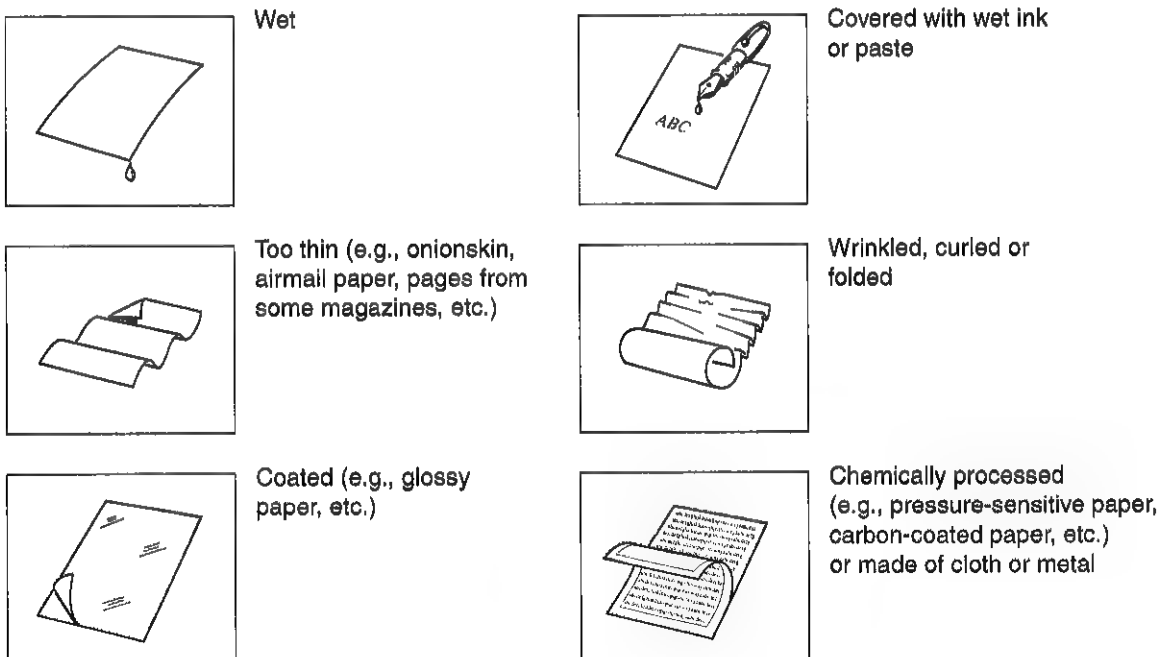 Wet
Covered with wet ink
or paste
ABC
Too thin (e.g., onionskin,
airmail paper, pages from
some magazines, etc.)
Wrinkled, curled or
folded
Coated (e.g., glossy
paper, etc.)
Chemically processed
(e.g., pressure-sensitive paper,
carbon-coated paper, etc.)
or made of cloth or metal